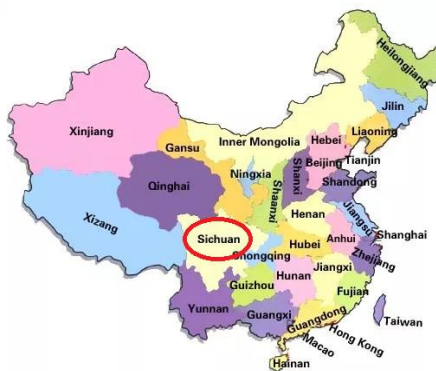 Heilongjiang
Jilin
Xinjiang
Inner Mongolia
Liaoning
Hebei
Gansu
Beijing
Tianjin
Ningxia
Shanxi
Shandong
Qinghai
Shaanxi
Henan
Jiangsu
Xizang
Sichuan
Shanghai
Chongqing
Hubei
Anhui
Zhejiang
Hunan
Jiangxi
Guizhou
Fujian
Yunnan
Guangxi
Guangdong
Taiwan
Hong Kong
Macao
Hainan